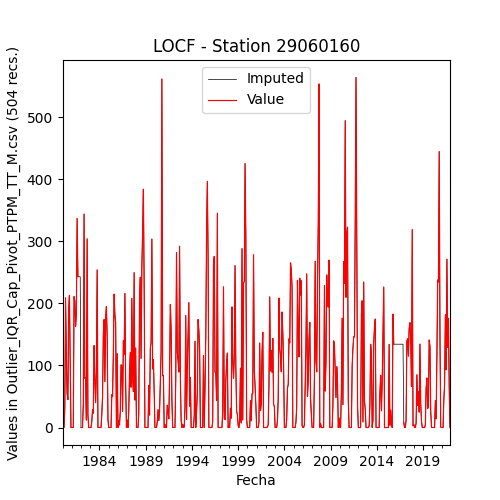 LOCF - Station 29060160
Imputed
Value
Values in Outlier_IQR_Cap_Pivot_PTPM_TT_M.csv (504 recs.)
500
400
300
200
100
0
1984 1989 1994 1999 2004 2009 2014 2019
Fecha